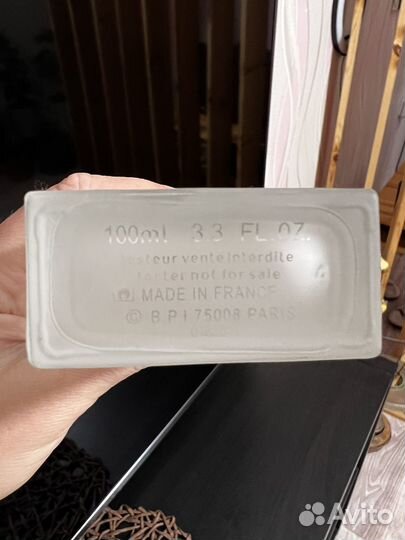 100ml 3.3 FL.OZ.
testeur vente interdite
tester not for sale
MADE IN FRANCE
© B P I 75008 PARIS
Avito